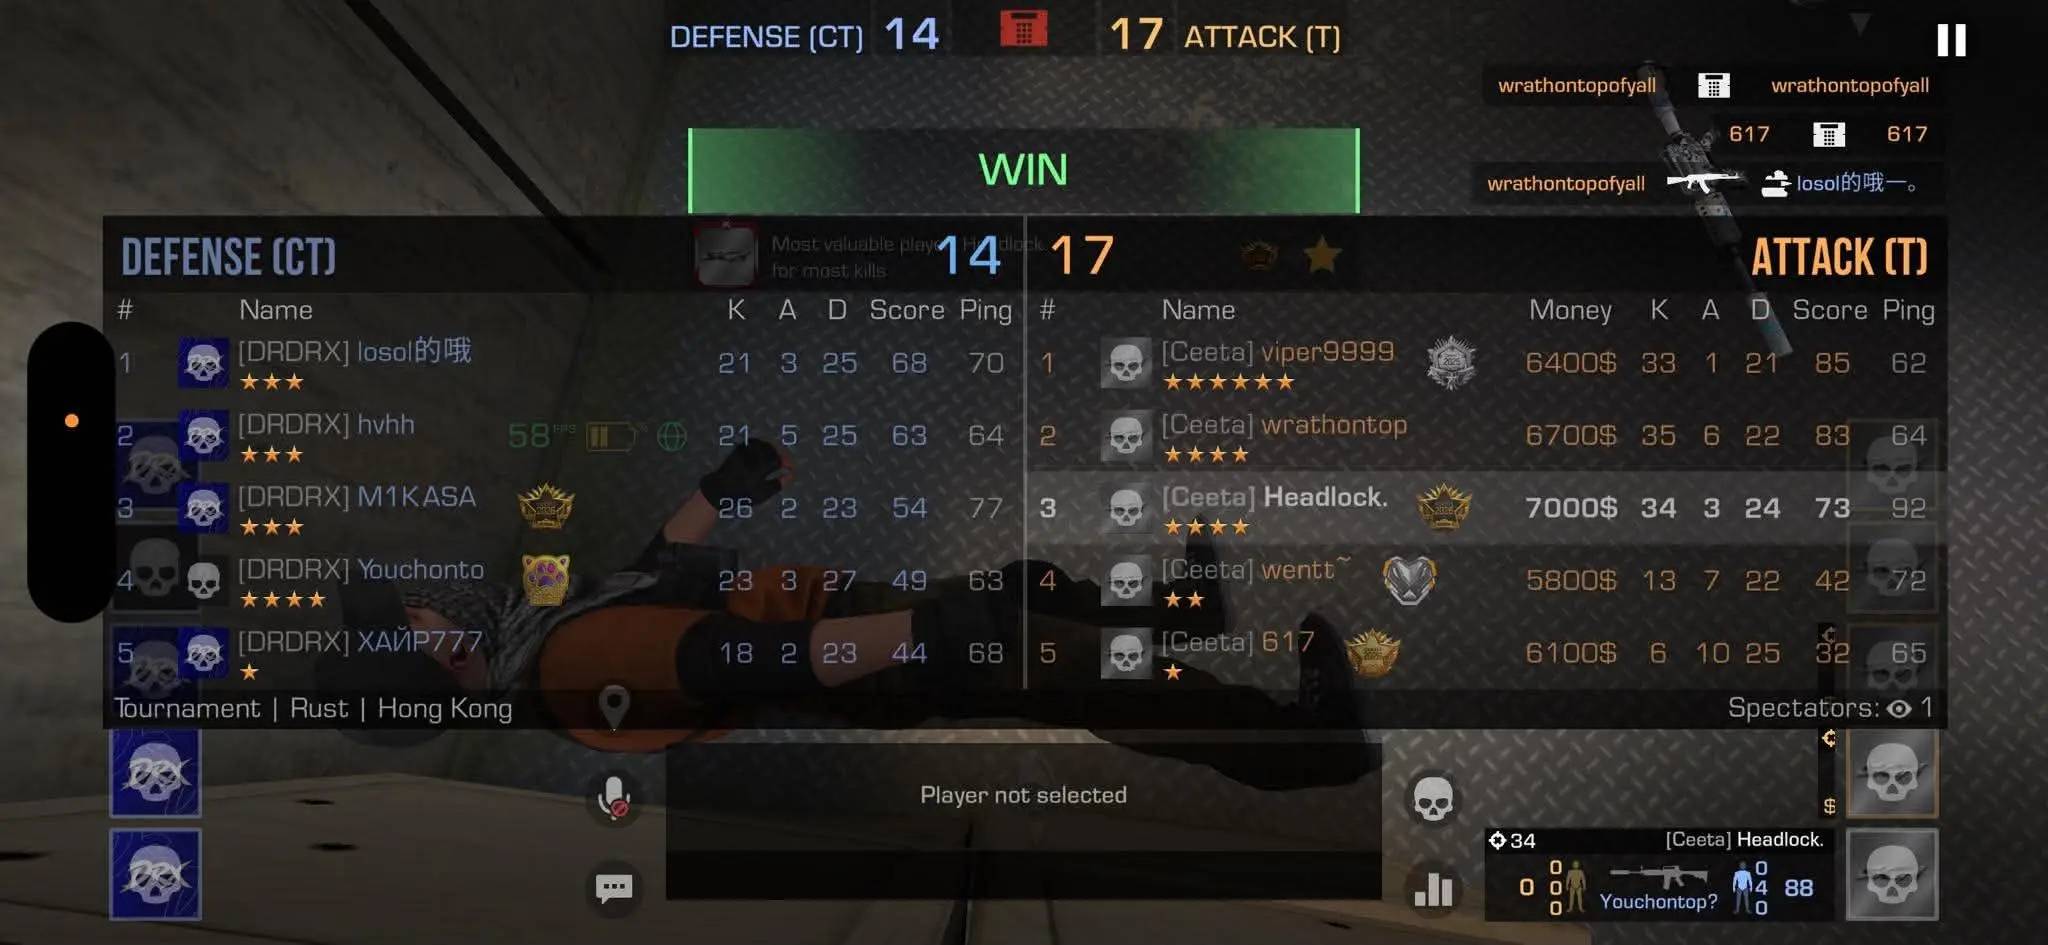 DEFENSE (CT) 14 17 ATTACK (T)
wrathontopofyall wrathontopofyall
617 617
wrathontopofyall losol的哦一。
WIN
DEFENSE (CT) 14 17 ATTACK (T)
Most valuable player: Headlock.
for most kills
# Name K A D Score Ping
1 [DRDRX] losol的哦 21 3 25 68 70
2 [DRDRX] hvhh 21 5 25 63 64
58 FPS
3 [DRDRX] M1KASA 26 2 23 54 77
4 [DRDRX] Youchonto 23 3 27 49 63
5 [DRDRX] ХАЙР777 18 2 23 44 68
# Name Money K A D Score Ping
1 [Ceeta] viper9999 6400$ 33 1 21 85 62
2 [Ceeta] wrathontop 6700$ 35 6 22 83 64
3 [Ceeta] Headlock. 7000$ 34 3 24 73 92
4 [Ceeta] wentt~ 5800$ 13 7 22 42 72
5 [Ceeta] 617 6100$ 6 10 25 32 65
Tournament | Rust | Hong Kong
Spectators: 1
Player not selected
$
34 [Ceeta] Headlock.
0 0 0 0 Youchontop? 0 4 0 88